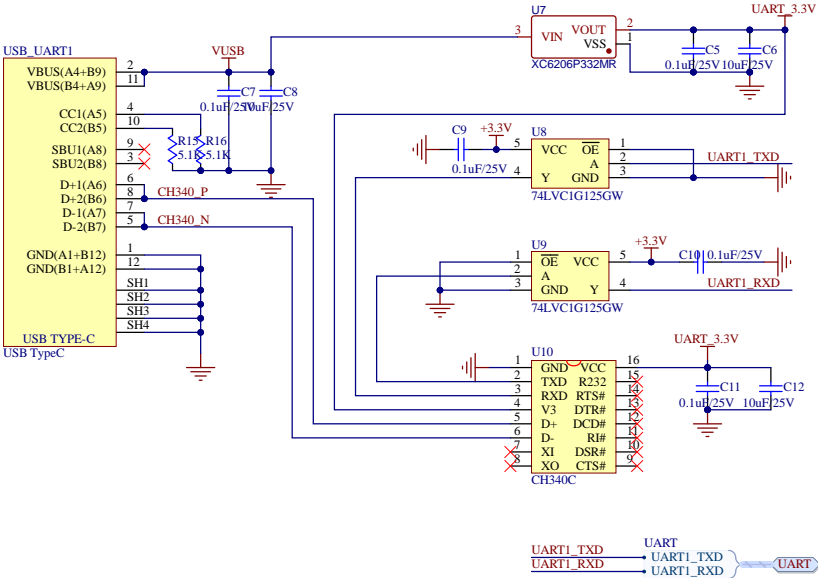 U7
UART_3.3V
3 VIN VOUT 2
VSS 1
XC6206P332MR
C5
0.1uF/25V
C6
10uF/25V
USB_UART1
VUSB
VBUS(A4+B9) 2
VBUS(B4+A9) 11
C7
0.1uF/25V
C8
10uF/25V
CC1(A5) 4
CC2(B5) 10
R15
5.1K
R16
5.1K
SBU1(A8) 9
SBU2(B8) 3
D+1(A6) 6
D+2(B6) 8 CH340_P
D-1(A7) 7
D-2(B7) 5 CH340_N
GND(A1+B12) 1
GND(B1+A12) 12
SH1
SH2
SH3
SH4
USB TYPE-C
USB TypeC
C9
0.1uF/25V
+3.3V
U8
5 VCC OE 1
A 2 UART1_TXD
4 Y GND 3
74LVC1G125GW
U9
+3.3V
C10 0.1uF/25V
1 OE VCC 5
2 A
3 GND Y 4 UART1_RXD
74LVC1G125GW
U10
UART_3.3V
1 GND VCC 16
2 TXD R232 15
3 RXD RTS# 14
4 V3 DTR# 13
5 D+ DCD# 12
6 D- RI# 11
7 XI DSR# 10
8 XO CTS# 9
CH340C
C11
0.1uF/25V
C12
10uF/25V
UART
UART1_TXD UART1_TXD
UART1_RXD UART1_RXD
UART